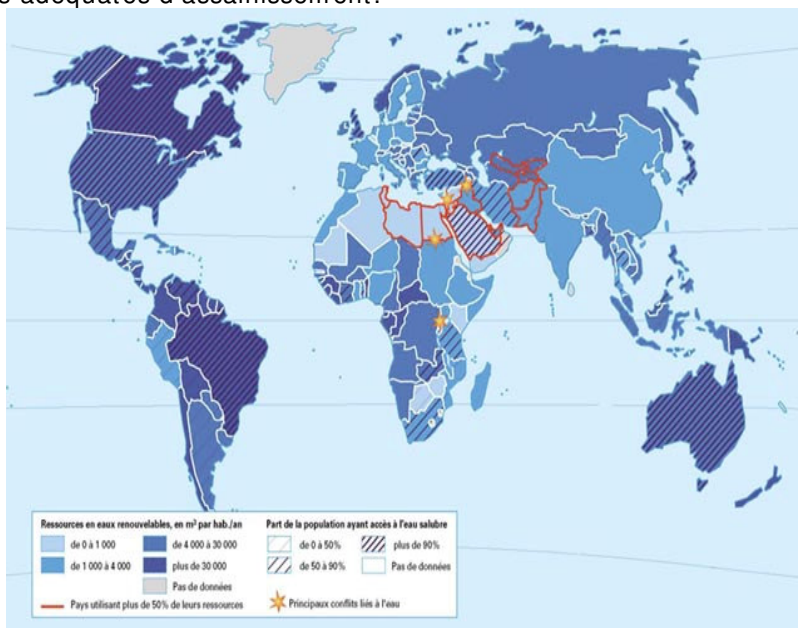 s adéquates d'assainissement?
Ressources en eaux renouvelables, en m³ par hab./an
de 0 à 1 000
de 4 000 à 30 000
de 1 000 à 4 000
plus de 30 000
Pas de données
Pays utilisant plus de 50% de leurs ressources
Part de la population ayant accès à l'eau salubre
de 0 à 50%
plus de 90%
de 50 à 90%
Pas de données
Principaux conflits liés à l'eau